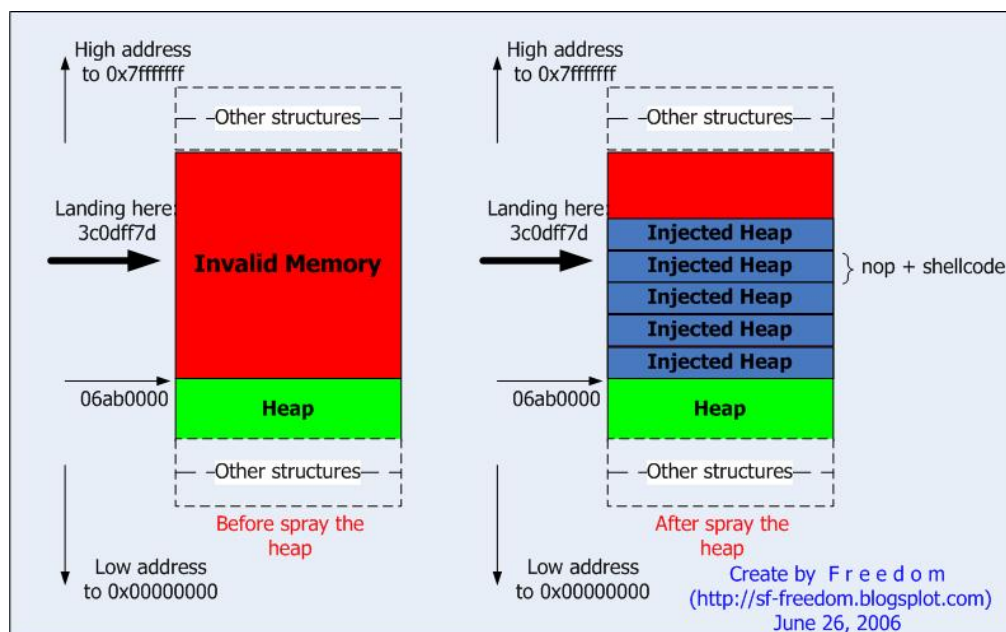 High address
to 0x7fffffff
Other structures
Landing here:
3c0dff7d
Invalid Memory
06ab0000
Heap
Other structures
Before spray the
heap
Low address
to 0x00000000
High address
to 0x7fffffff
Other structures
Landing here:
3c0dff7d
Injected Heap
Injected Heap
Injected Heap
Injected Heap
Injected Heap
nop + shellcode
06ab0000
Heap
Other structures
After spray the
heap
Low address
to 0x00000000
Create by F r e e d o m
(http://sf-freedom.blogsplot.com)
June 26, 2006